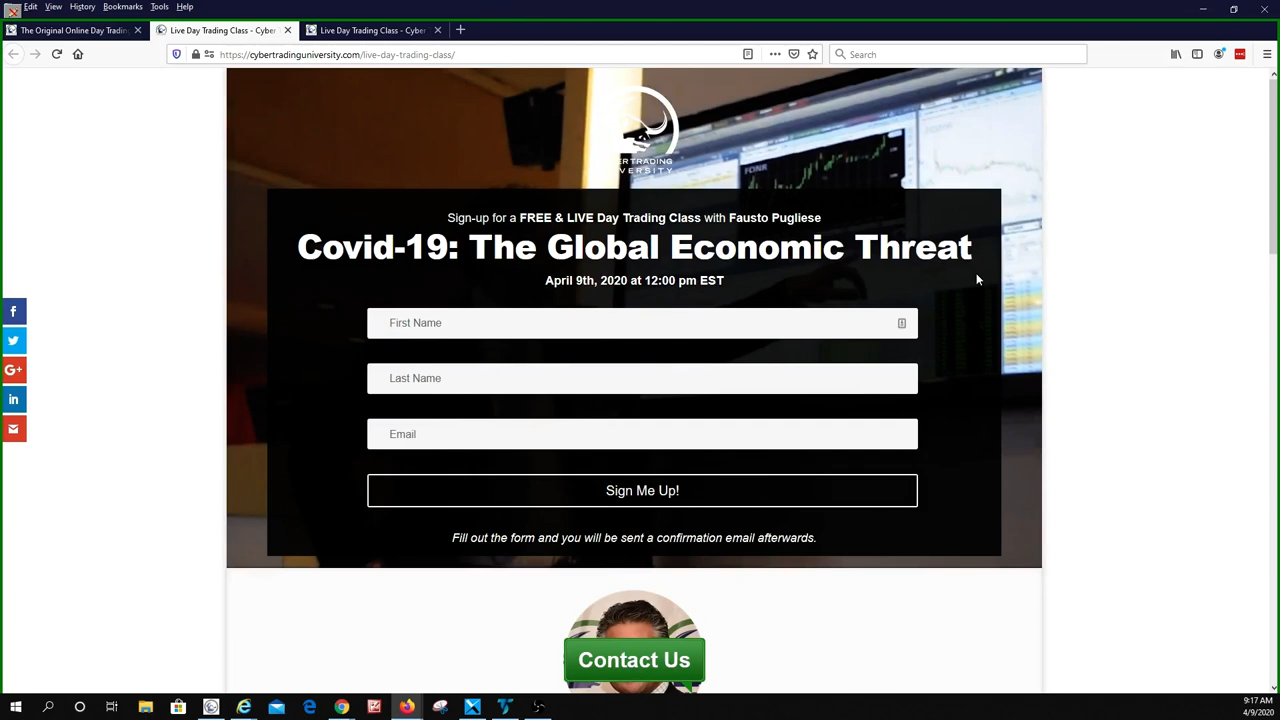 Edit View History Bookmarks Tools Help
The Original Online Day Trading
Live Day Trading Class - Cyber
Live Day Trading Class - Cyber
https://cybertradinguniversity.com/live-day-trading-class/
Search
FONR
Sign-up for a FREE & LIVE Day Trading Class with Fausto Pugliese
Covid-19: The Global Economic Threat
April 9th, 2020 at 12:00 pm EST
First Name
Last Name
Email
Sign Me Up!
Fill out the form and you will be sent a confirmation email afterwards.
Contact Us
9:17 AM
4/9/2020